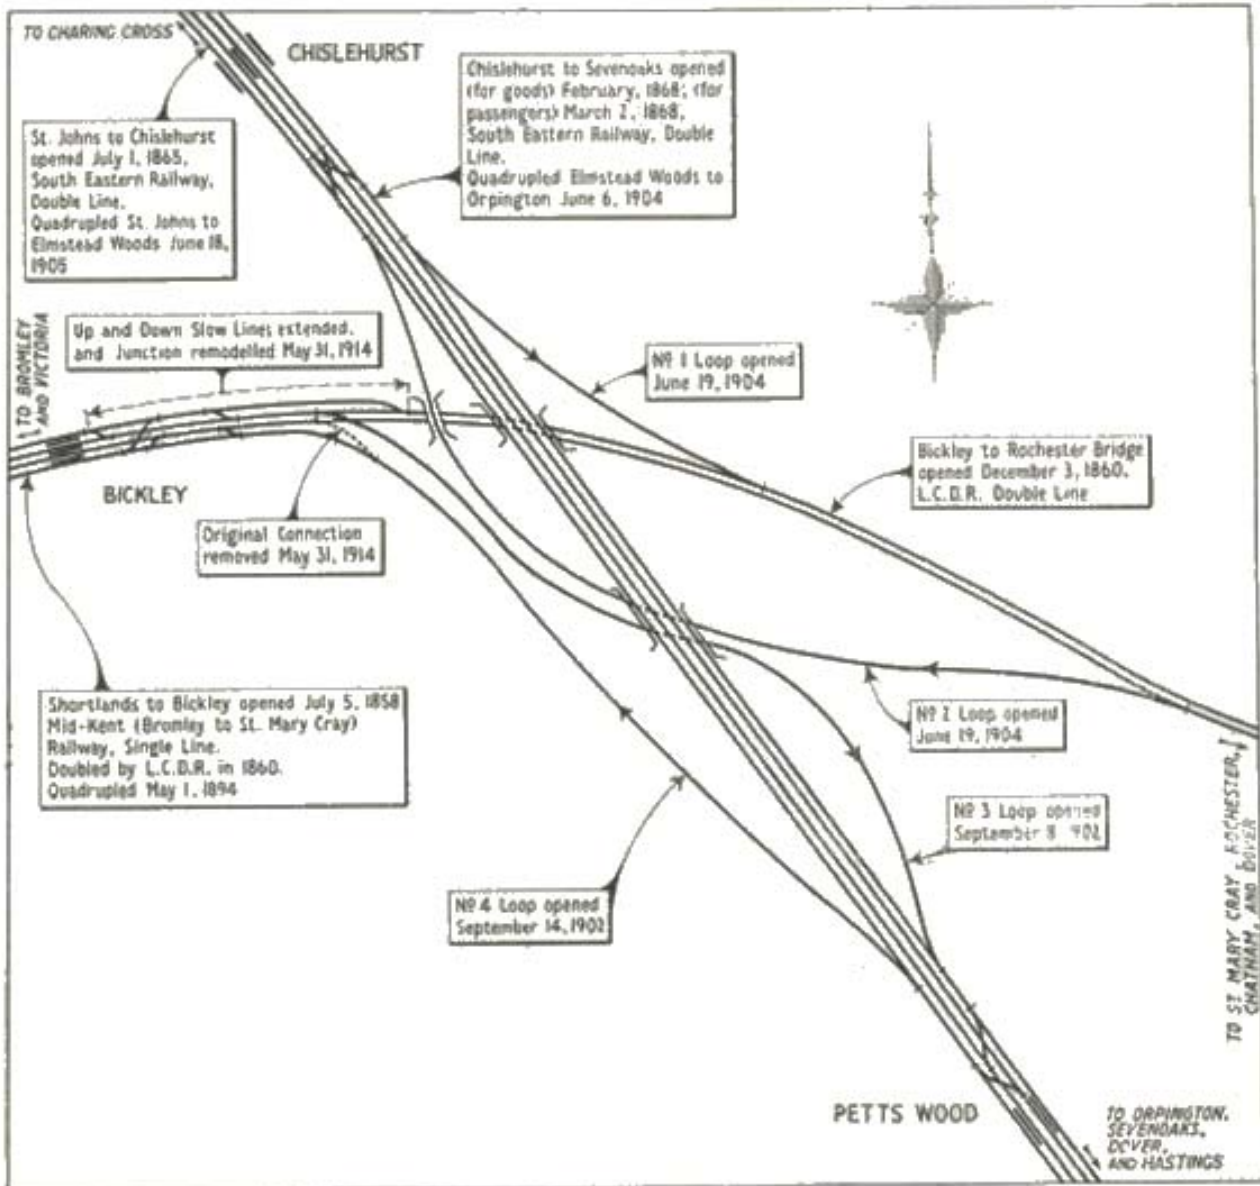 TO CHARING CROSS
CHISLEHURST
Chislehurst to Sevenoaks opened
(for goods) February, 1868; (for
passengers) March 2, 1868,
South Eastern Railway, Double
Line.
Quadrupled Elmstead Woods to
Orpington June 6, 1904
St. Johns to Chislehurst
opened July 1, 1865,
South Eastern Railway,
Double Line.
Quadrupled St. Johns to
Elmstead Woods June 18,
1905
TO BROMLEY
AND VICTORIA
Up and Down Slow Lines extended,
and Junction remodelled May 31, 1914
Nº 1 Loop opened
June 19, 1904
Bickley to Rochester Bridge
opened December 3, 1860.
L.C.D.R. Double Line
BICKLEY
Original Connection
removed May 31, 1914
Shortlands to Bickley opened July 5, 1858
Mid-Kent (Bromley to St. Mary Cray)
Railway, Single Line.
Doubled by L.C.D.R. in 1860.
Quadrupled May 1, 1894
Nº 2 Loop opened
June 19, 1904
Nº 3 Loop opened
September 8 902
Nº 4 Loop opened
September 14, 1902
TO ST MARY CRAY, ROCHESTER,
CHATHAM, AND DOVER
PETTS WOOD
TO ORPINGTON,
SEVENOAKS,
DOVER,
AND HASTINGS